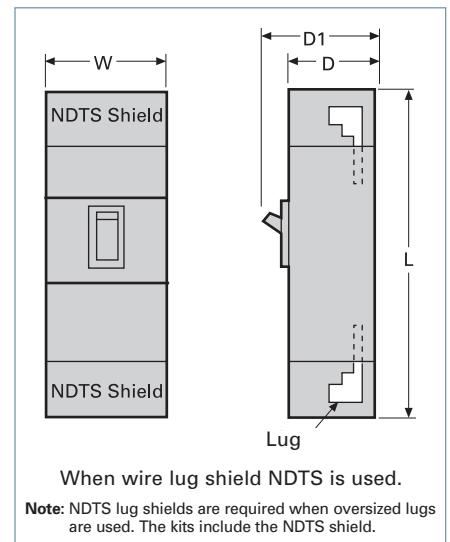 D1
W
D
NDTS Shield
L
NDTS Shield
Lug
When wire lug shield NDTS is used.
Note: NDTS lug shields are required when oversized lugs
are used. The kits include the NDTS shield.